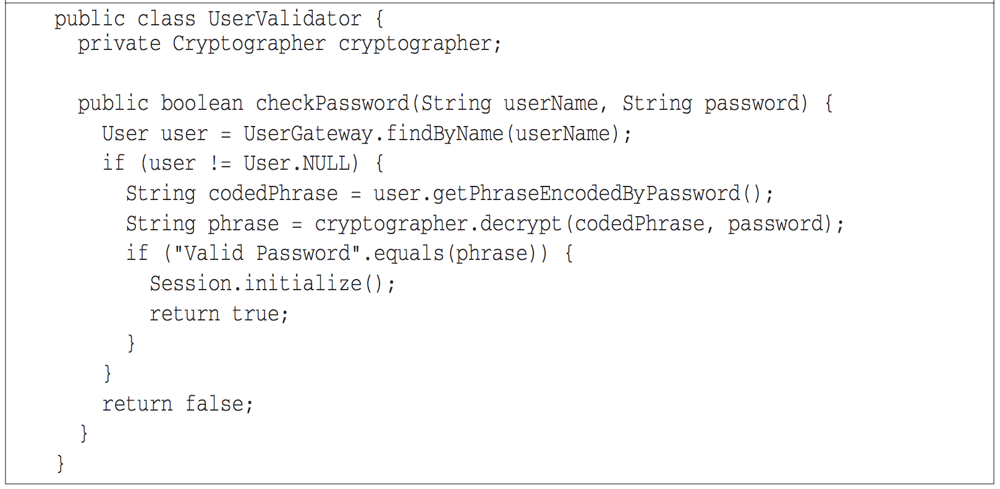 public class UserValidator {
private Cryptographer cryptographer;
public boolean checkPassword(String userName, String password) {
User user = UserGateway.findByName(userName);
if (user != User.NULL) {
String codedPhrase = user.getPhraseEncodedByPassword();
String phrase = cryptographer.decrypt(codedPhrase, password);
if ("Valid Password".equals(phrase)) {
Session.initialize();
return true;
}
}
return false;
}
}